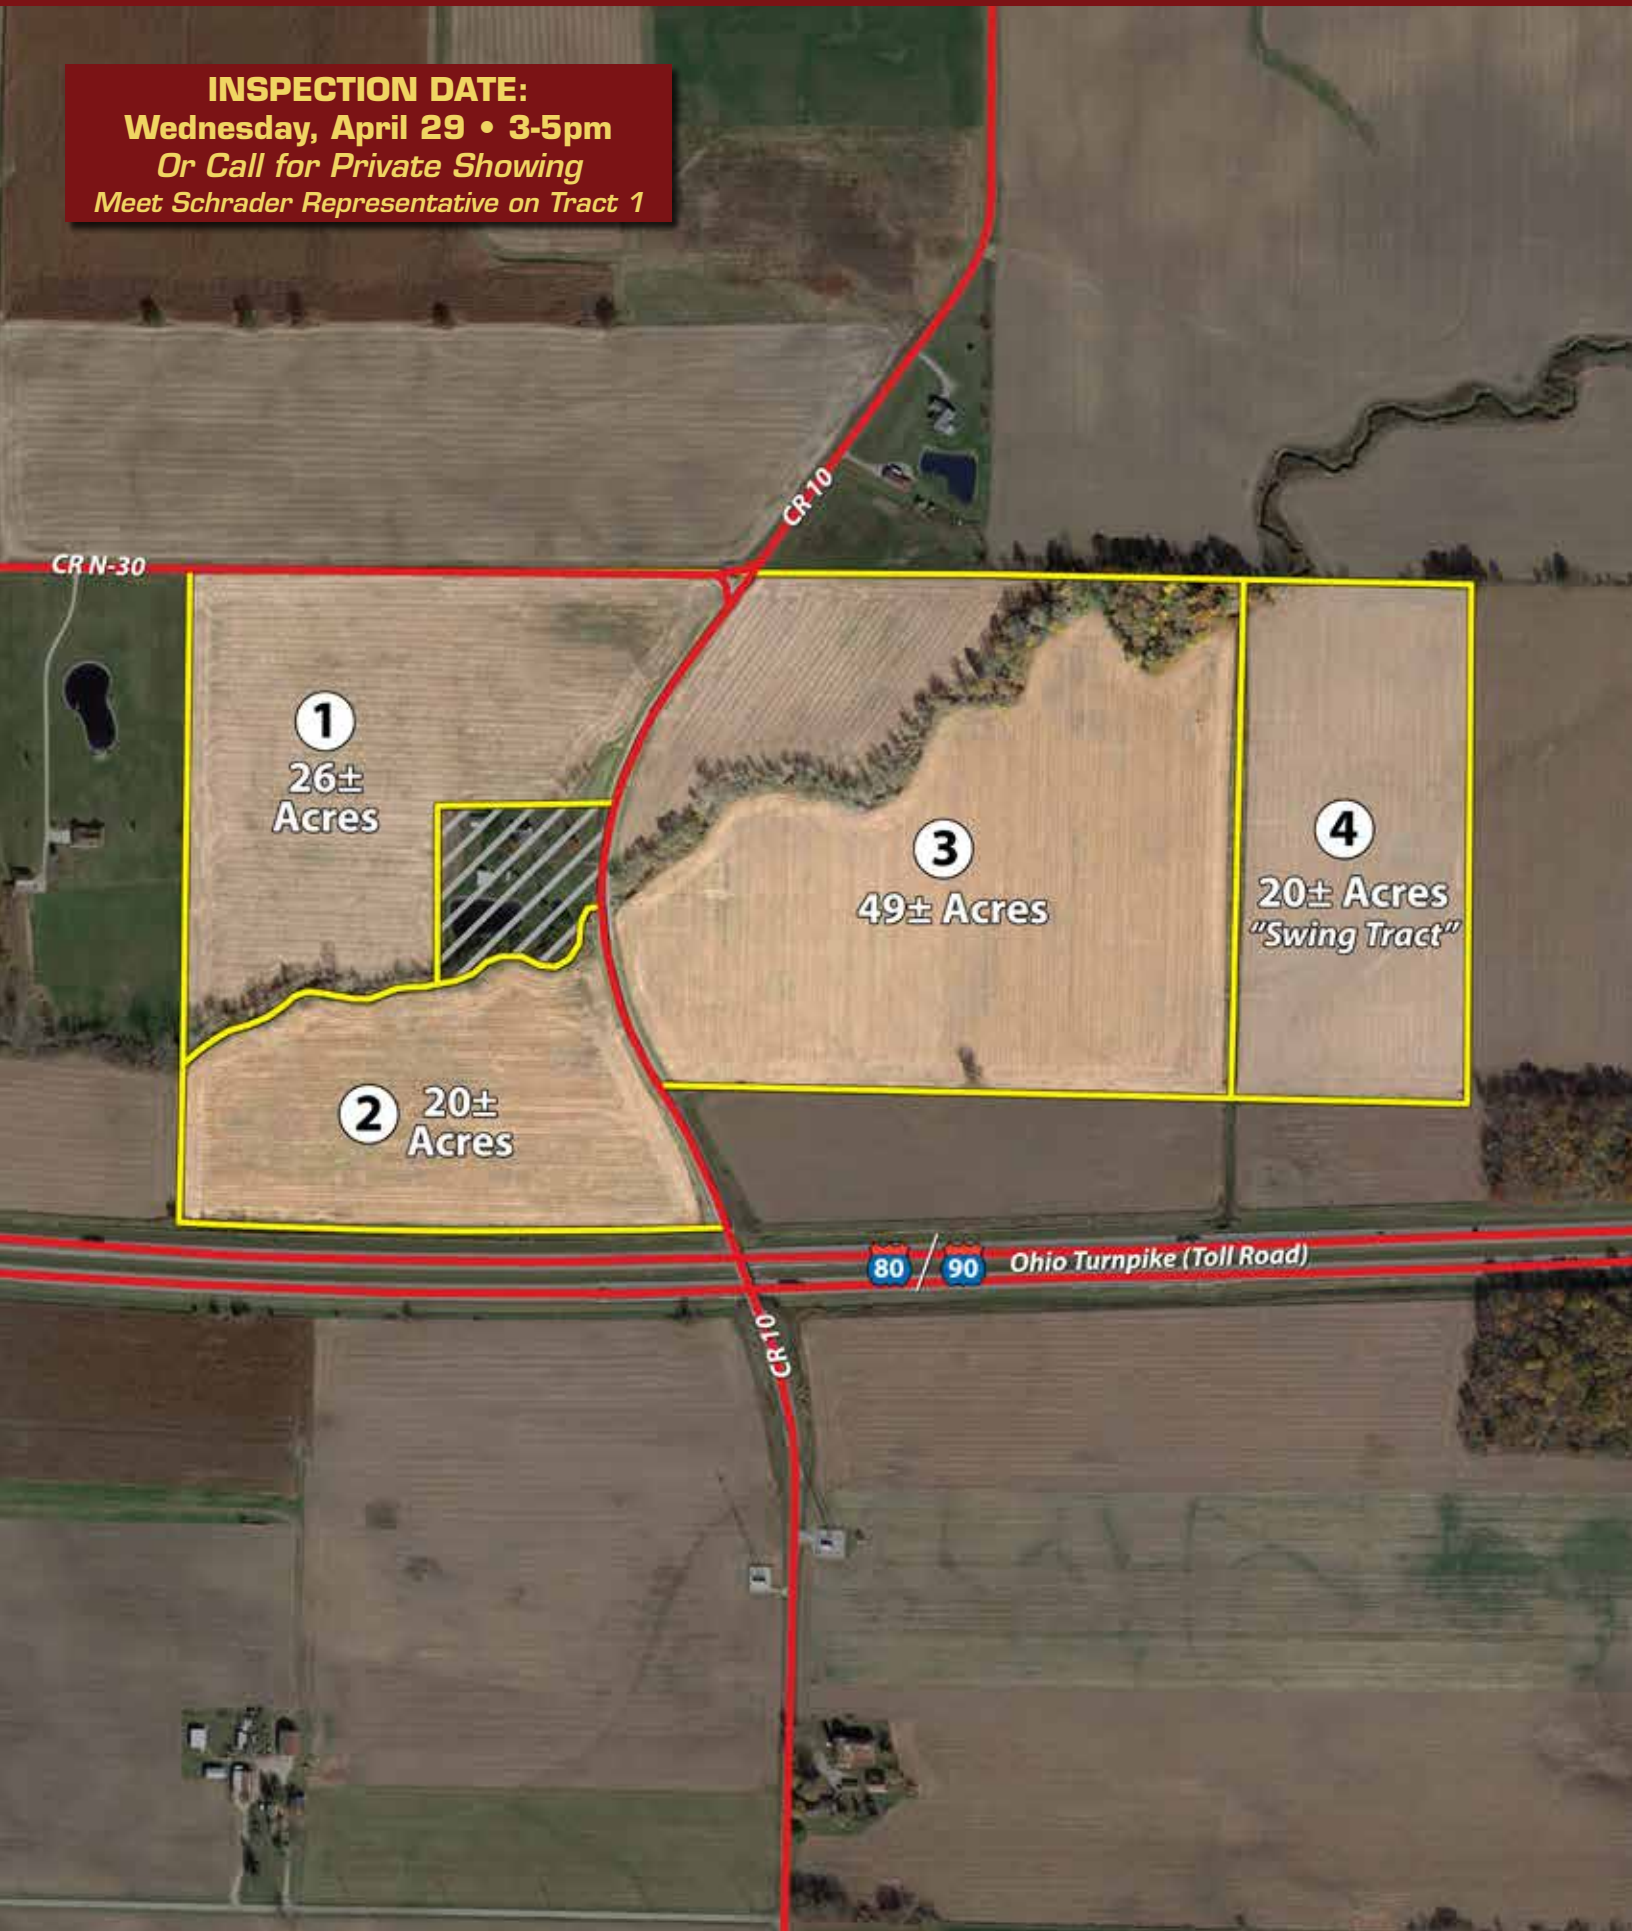 INSPECTION DATE:
Wednesday, April 29 • 3-5pm
Or Call for Private Showing
Meet Schrader Representative on Tract 1
CR 10
CR N-30
1
26±
Acres
3
49± Acres
4
20± Acres
"Swing Tract"
2
20±
Acres
80 / 90 Ohio Turnpike (Toll Road)
CR 10